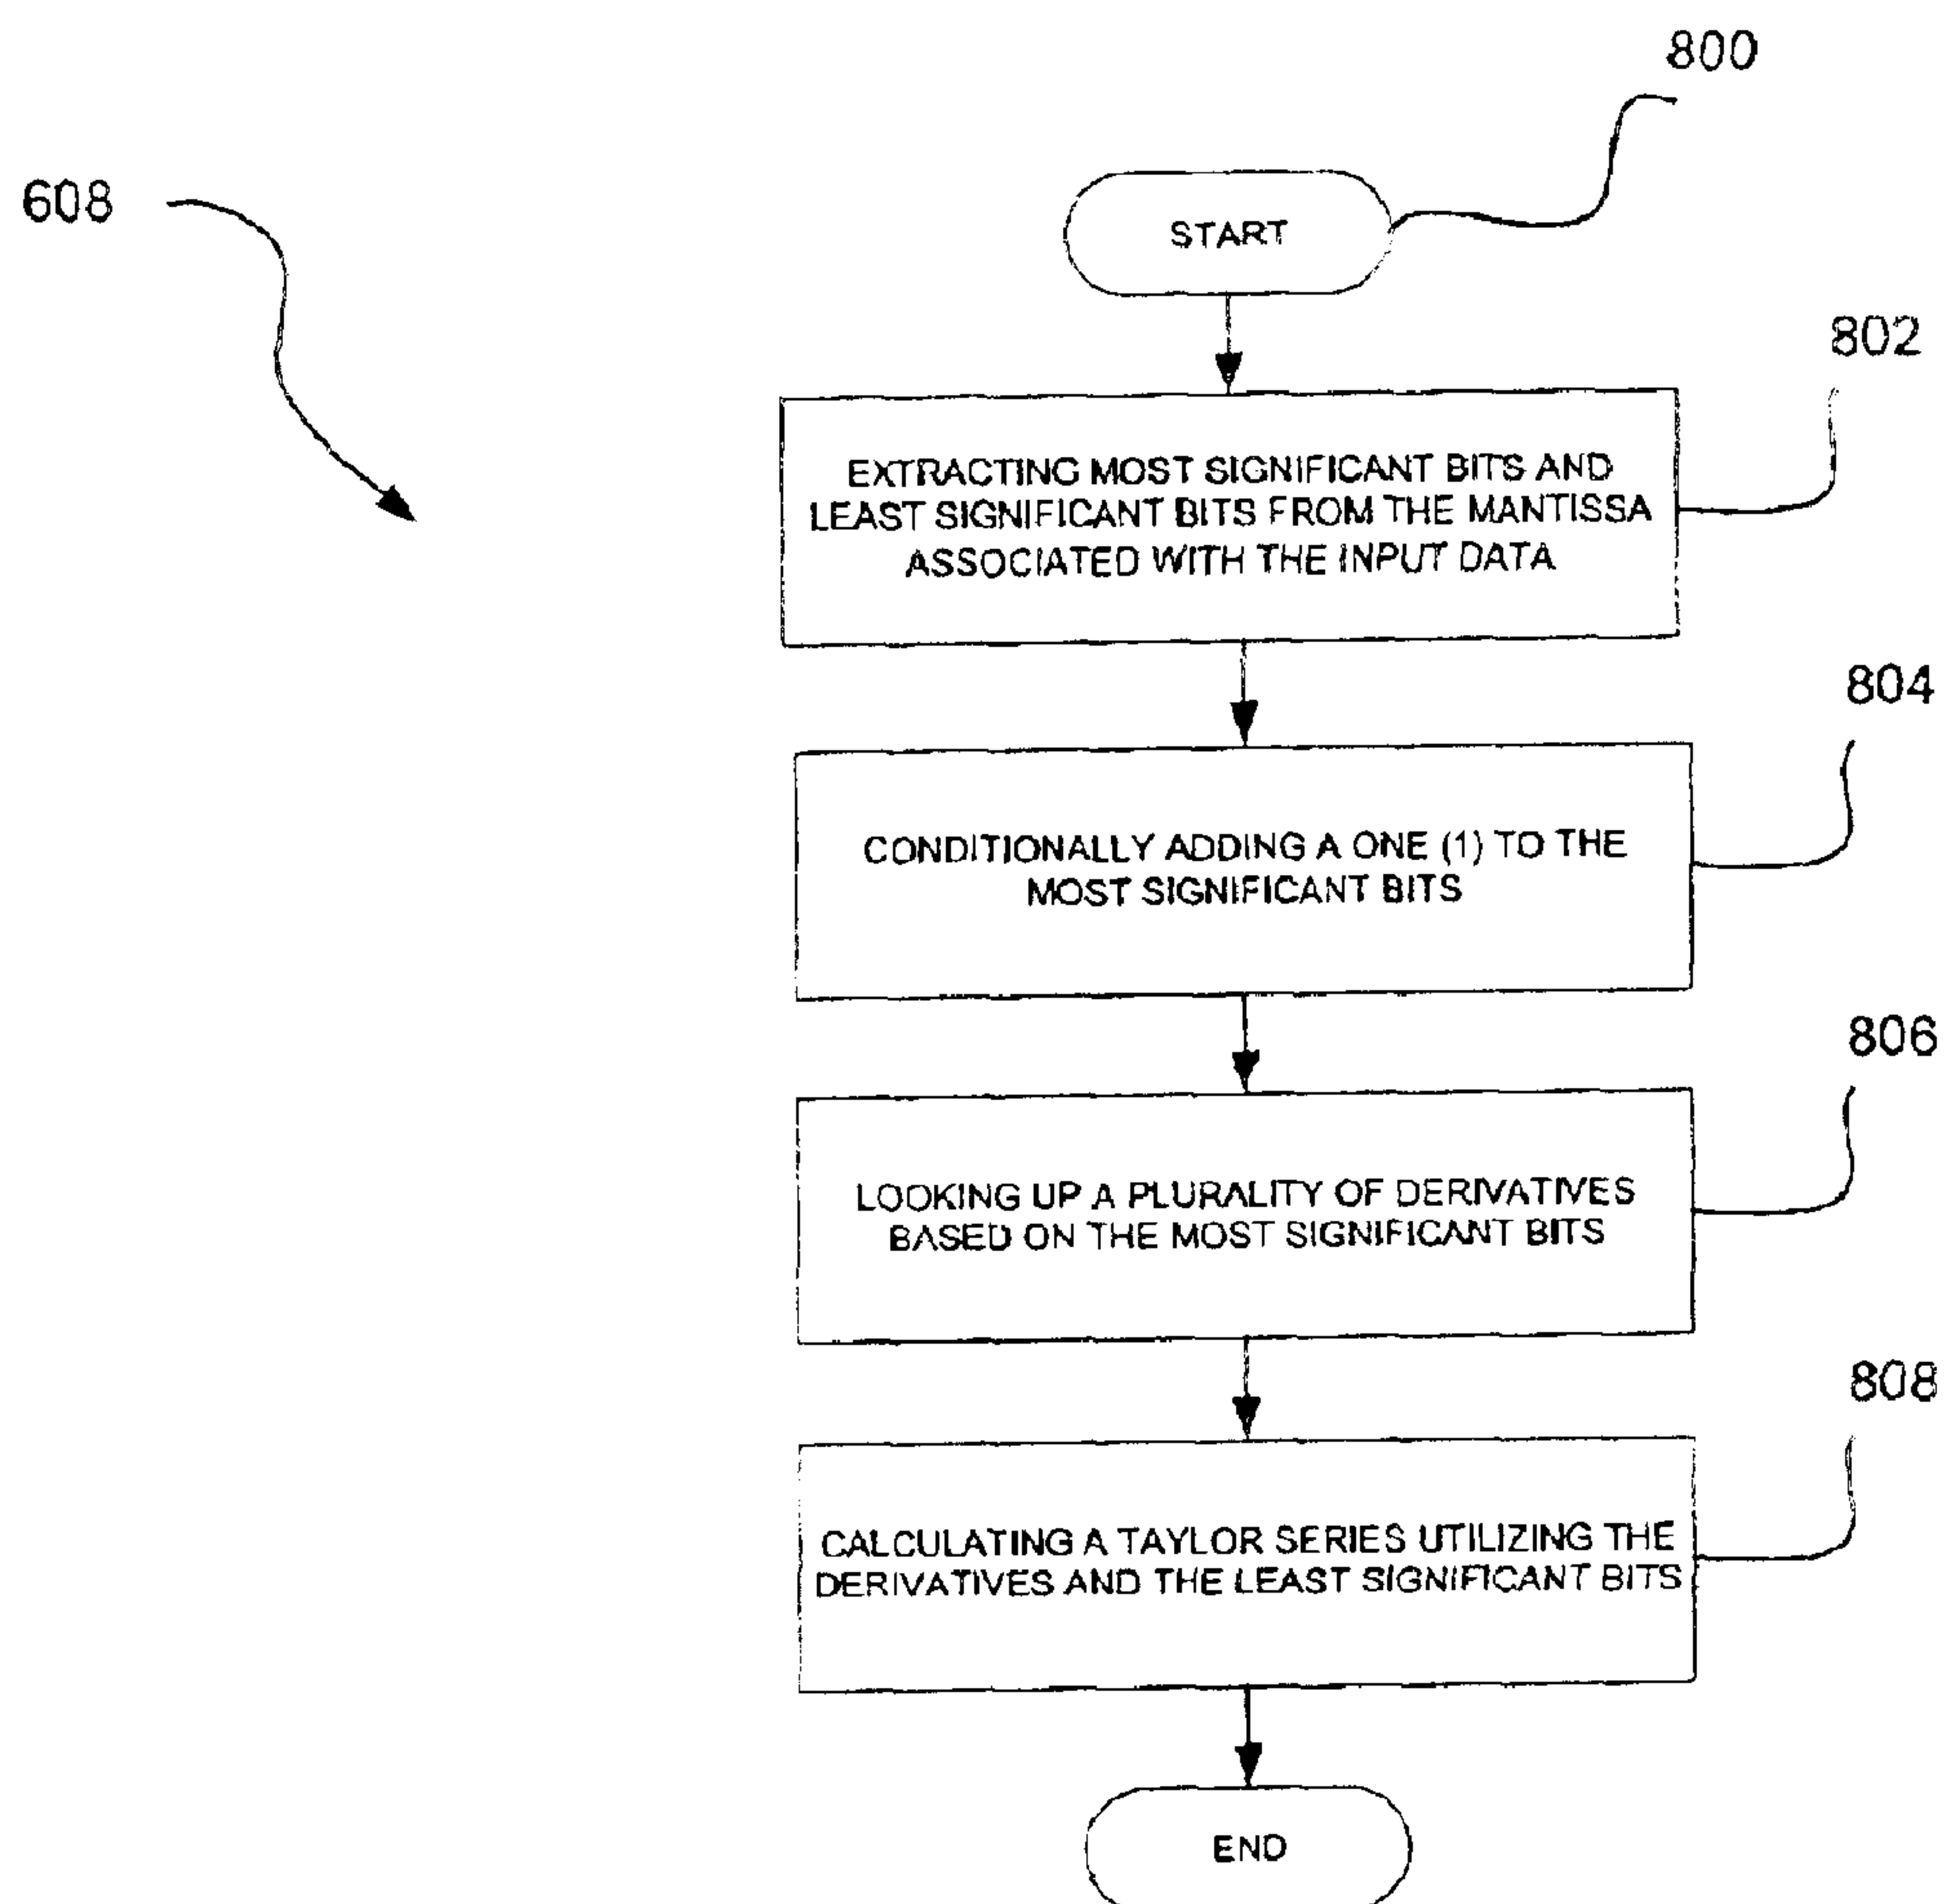 800
608
START
802
EXTRACTING MOST SIGNIFICANT BITS AND
LEAST SIGNIFICANT BITS FROM THE MANTISSA
ASSOCIATED WITH THE INPUT DATA
804
CONDITIONALLY ADDING A ONE (1) TO THE
MOST SIGNIFICANT BITS
806
LOOKING UP A PLURALITY OF DERIVATIVES
BASED ON THE MOST SIGNIFICANT BITS
808
CALCULATING A TAYLOR SERIES UTILIZING THE
DERIVATIVES AND THE LEAST SIGNIFICANT BITS
END